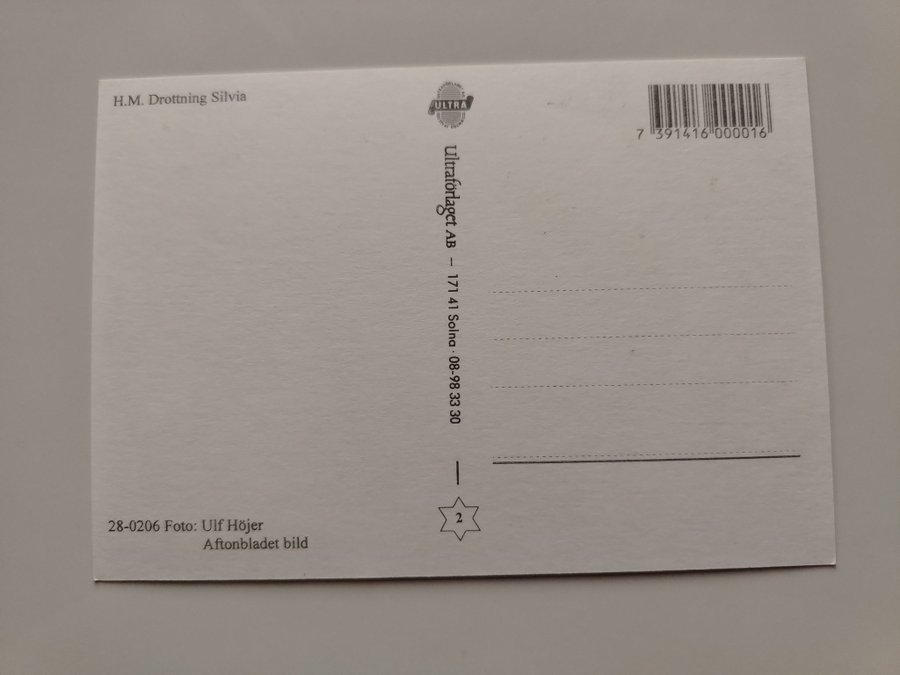 H.M. Drottning Silvia
ULTRA
7 391416 000016
Ultraförlaget AB – 171 41 Solna · 08-98 33 30
2
28-0206 Foto: Ulf Höjer
Aftonbladet bild